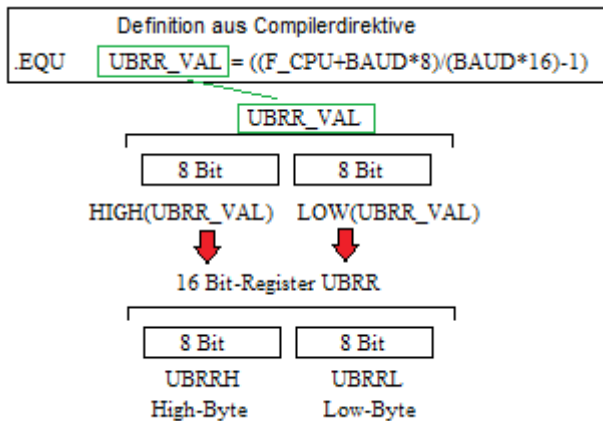 Definition aus Compilerdirektive
.EQU UBRR_VAL = ((F_CPU+BAUD*8)/(BAUD*16)-1)
UBRR_VAL
8 Bit 8 Bit
HIGH(UBRR_VAL) LOW(UBRR_VAL)
16 Bit-Register UBRR
8 Bit 8 Bit
UBRRH UBRRL
High-Byte Low-Byte